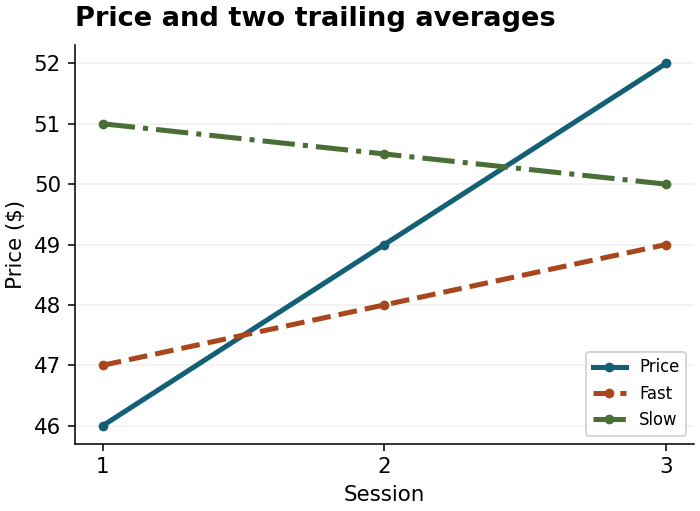 Price and two trailing averages
Price ($)
52
51
50
49
48
47
46
1 2 3
Session
Price
Fast
Slow